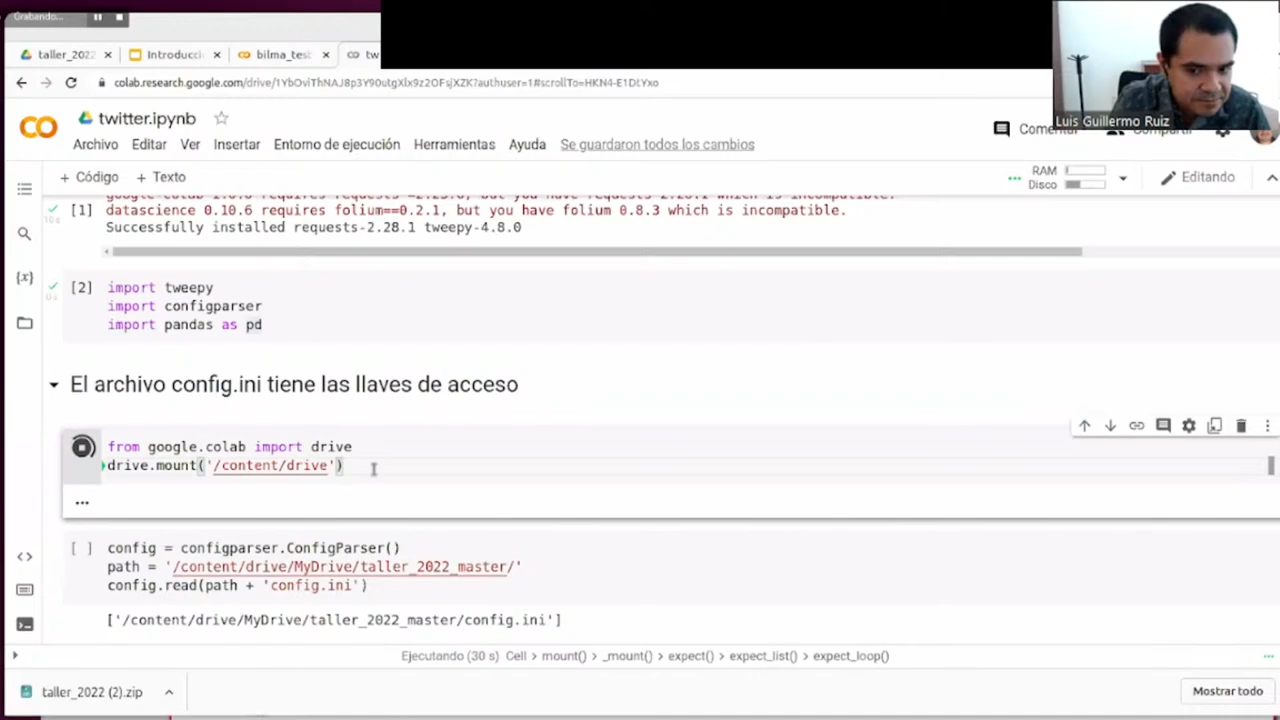 Grabando...
taller_2022
Introducci
bilma_test
tw
colab.research.google.com/drive/1YbOviThNAJ8p3Y90utgXlx9z2OFsjXZK?authuser=1#scrollTo=HKN4-E1DtYxo
Luis Guillermo Ruiz
twitter.ipynb
Archivo Editar Ver Insertar Entorno de ejecución Herramientas Ayuda Se guardaron todos los cambios
+ Código + Texto
RAM
Disco
Editando
[1] datascience 0.10.6 requires folium==0.2.1, but you have folium 0.8.3 which is incompatible.
Successfully installed requests-2.28.1 tweepy-4.8.0
[2] import tweepy
import configparser
import pandas as pd
El archivo config.ini tiene las llaves de acceso
from google.colab import drive
drive.mount('/content/drive')
...
[ ] config = configparser.ConfigParser()
path = '/content/drive/MyDrive/taller_2022_master/'
config.read(path + 'config.ini')
['/content/drive/MyDrive/taller_2022_master/config.ini']
Ejecutando (30 s) Cell > mount() > _mount() > expect() > expect_list() > expect_loop()
taller_2022 (2).zip
Mostrar todo